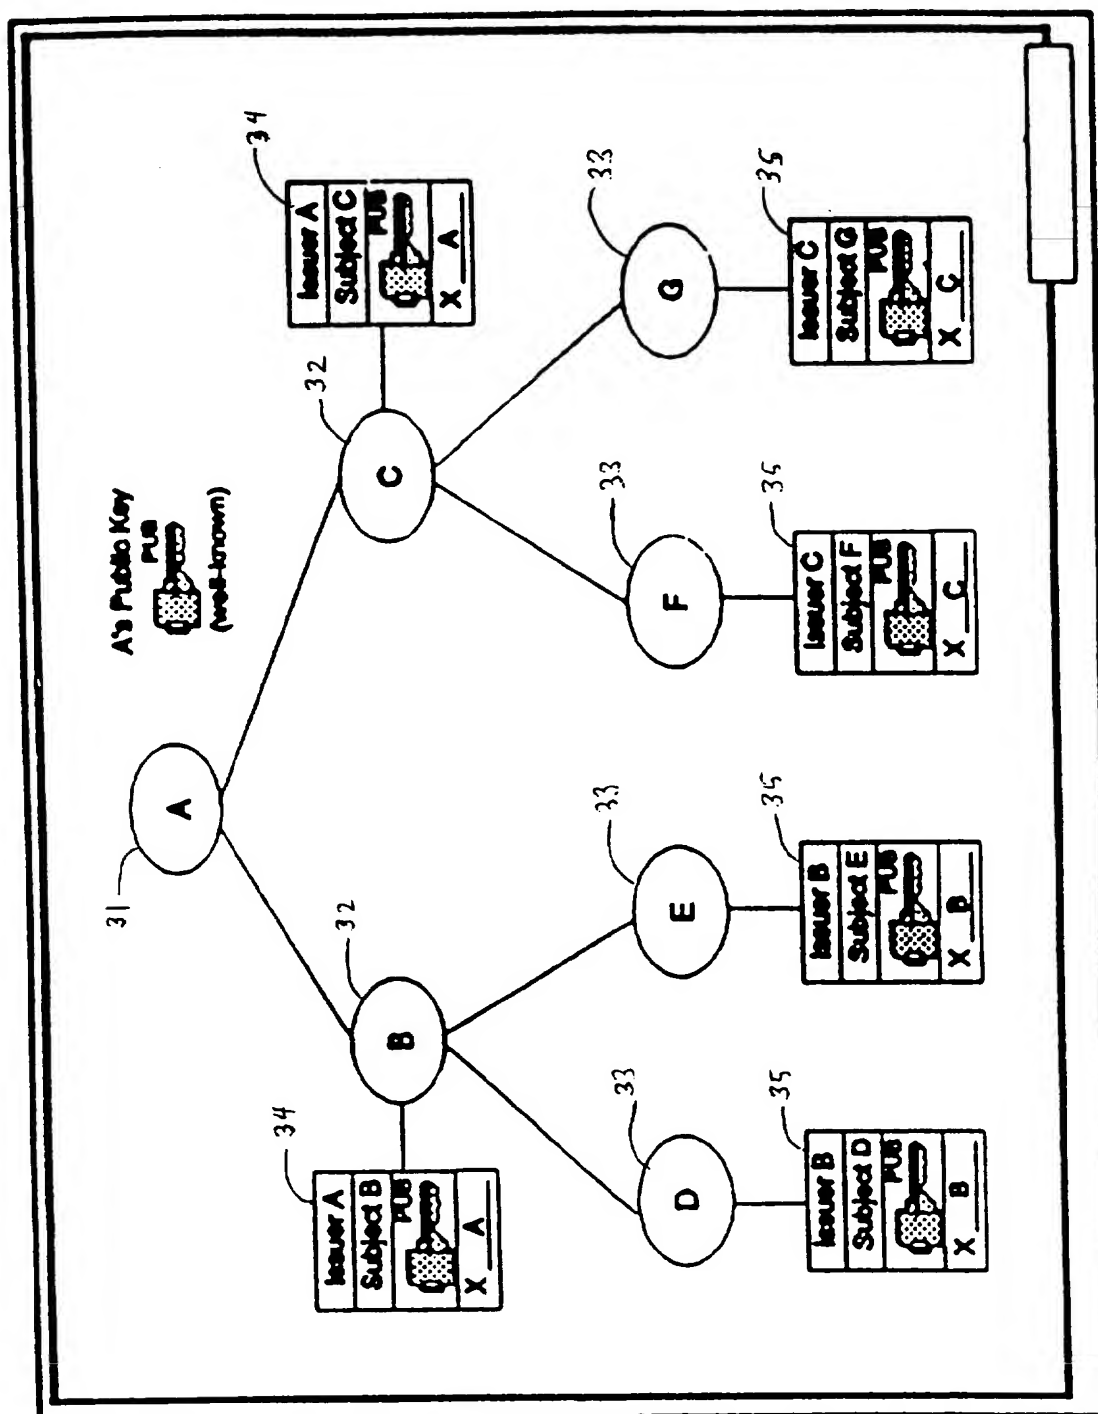 A's Public Key
PUB
(well-known)
31
A
34
Issuer A
Subject B
PUB
X A
32
B
32
C
34
Issuer A
Subject C
PUB
X A
33
D
33
E
33
F
33
G
35
Issuer B
Subject D
PUB
X B
35
Issuer B
Subject E
PUB
X B
35
Issuer C
Subject F
PUB
X C
35
Issuer C
Subject G
PUB
X C